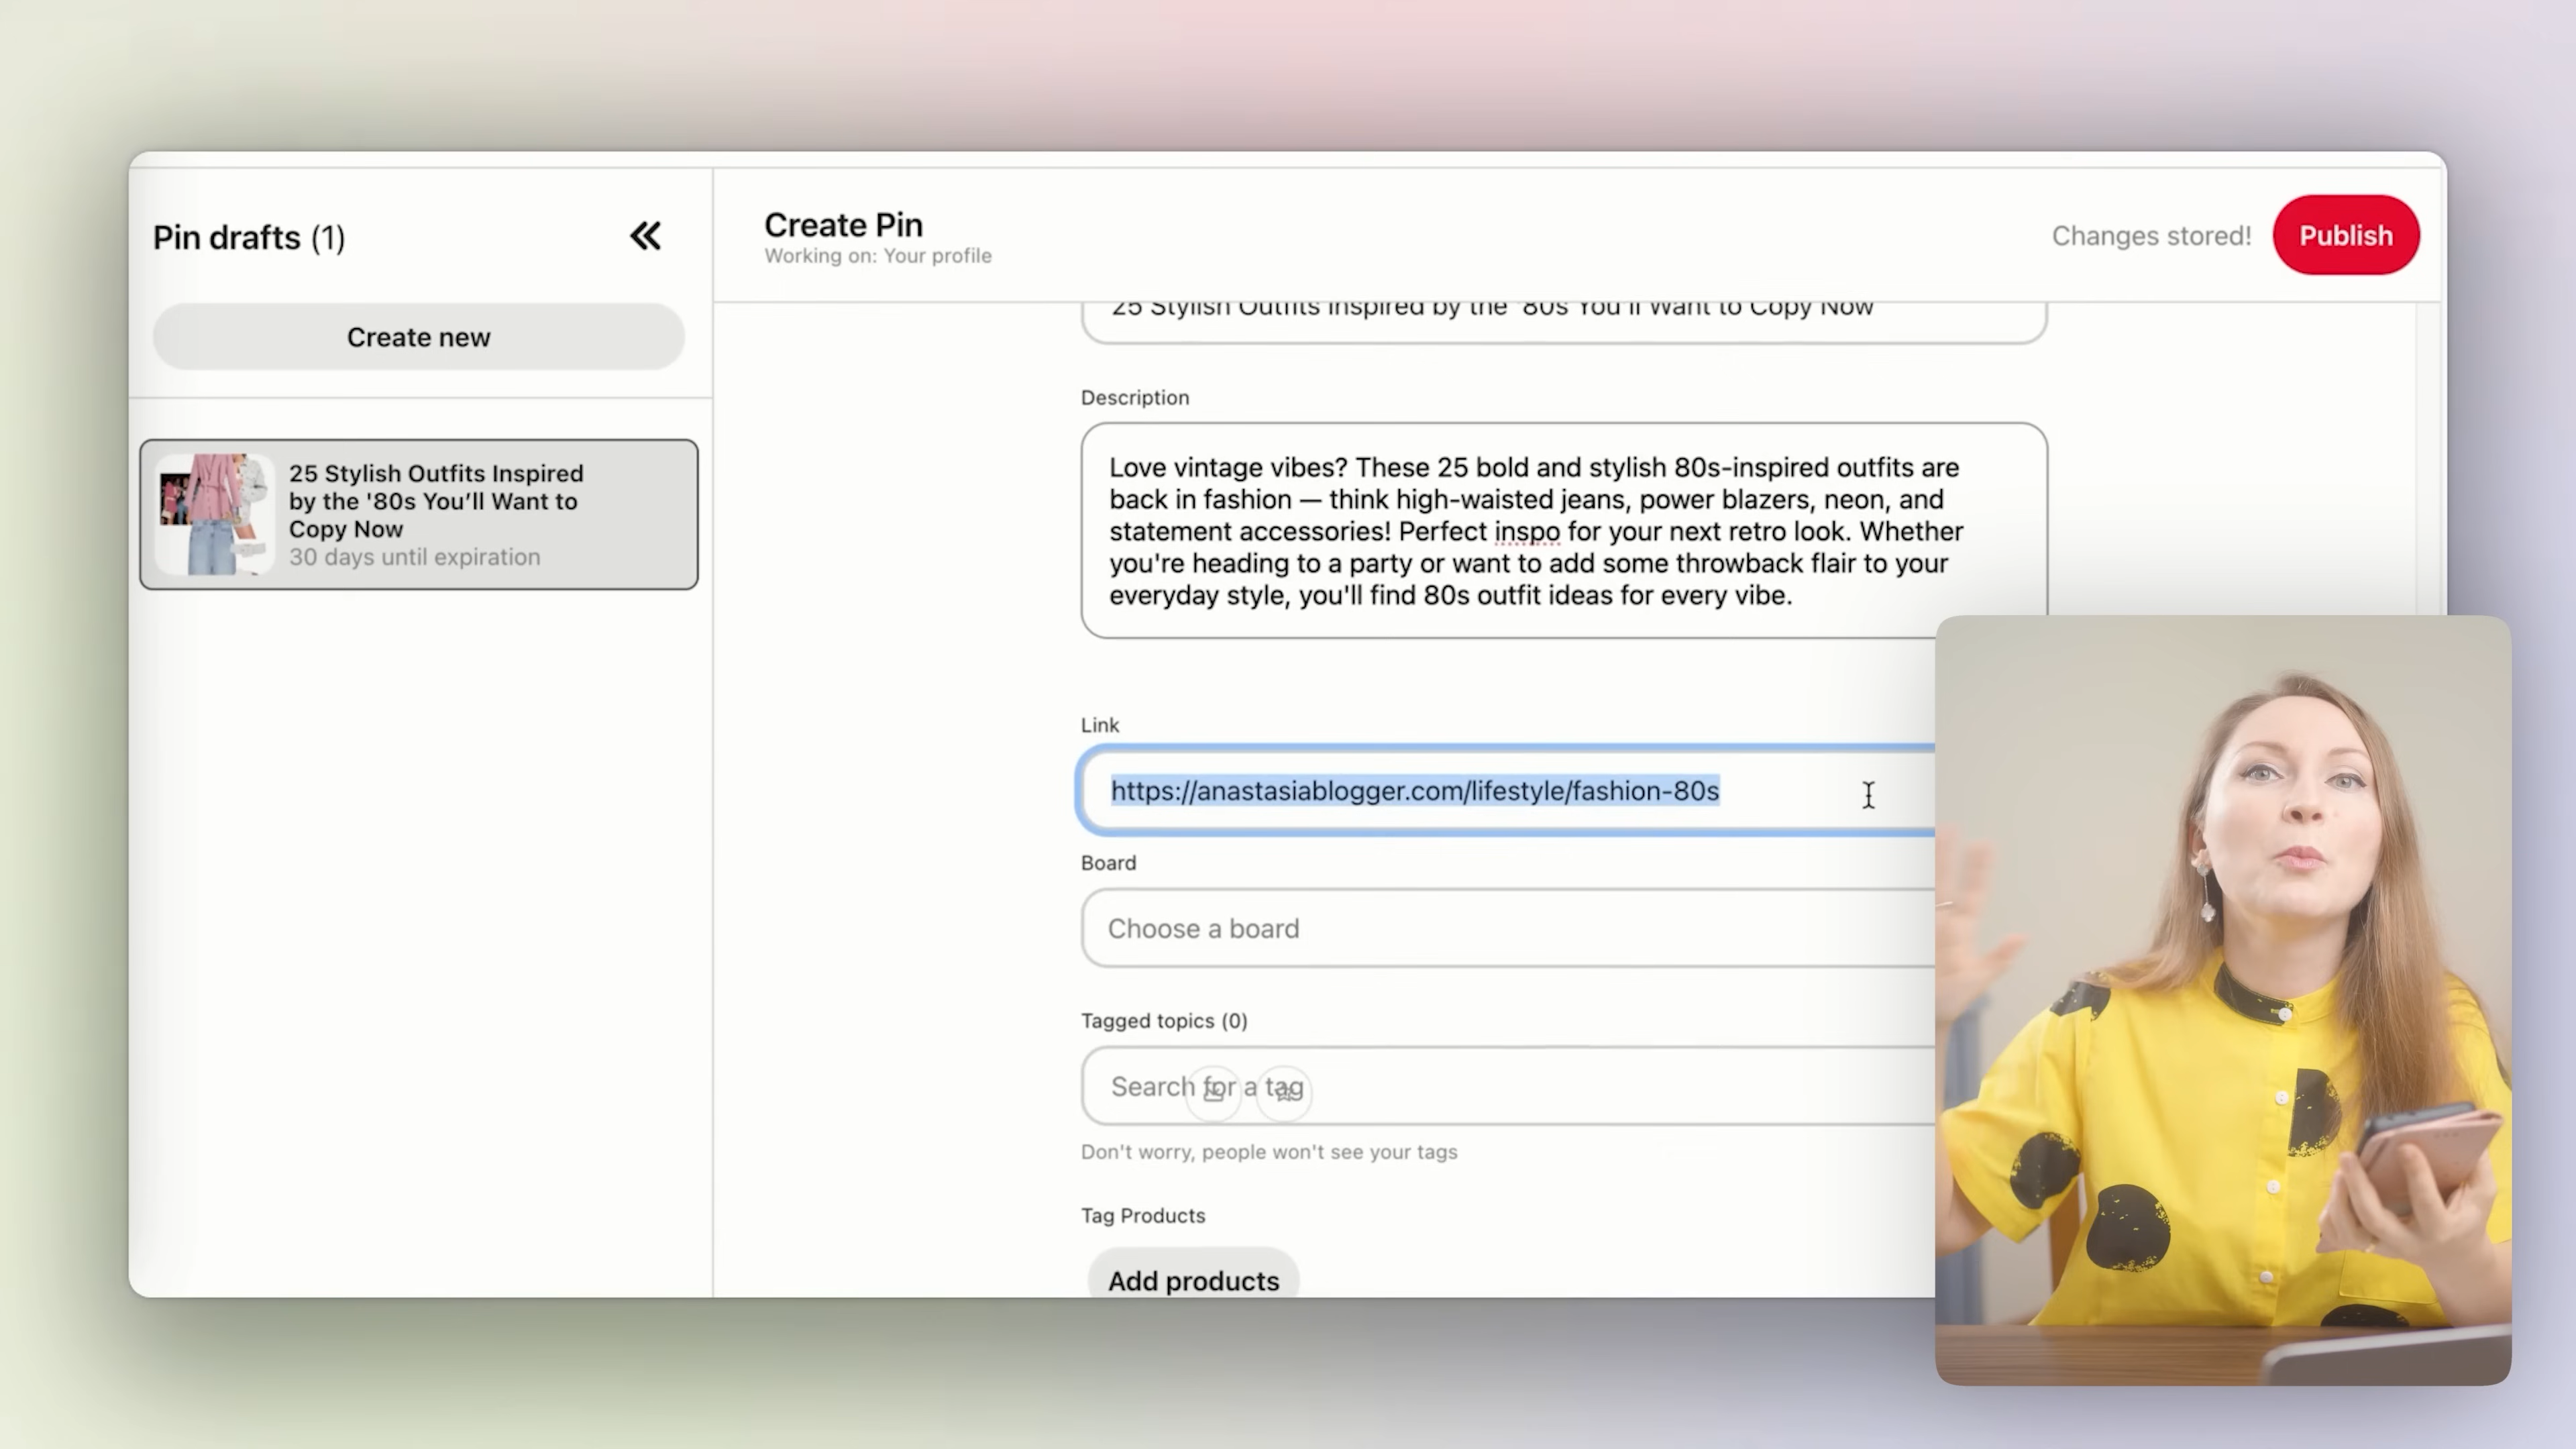 Pin drafts (1)
Create new
25 Stylish Outfits Inspired
by the '80s You’ll Want to
Copy Now
30 days until expiration
Create Pin
Working on: Your profile
Changes stored!
Publish
25 Stylish Outfits Inspired by the '80s You'll Want to Copy Now
Description
Love vintage vibes? These 25 bold and stylish 80s-inspired outfits are
back in fashion — think high-waisted jeans, power blazers, neon, and
statement accessories! Perfect inspo for your next retro look. Whether
you're heading to a party or want to add some throwback flair to your
everyday style, you'll find 80s outfit ideas for every vibe.
Link
https://anastasiablogger.com/lifestyle/fashion-80s
Board
Choose a board
Tagged topics (0)
Search for a tag
Don't worry, people won't see your tags
Tag Products
Add products